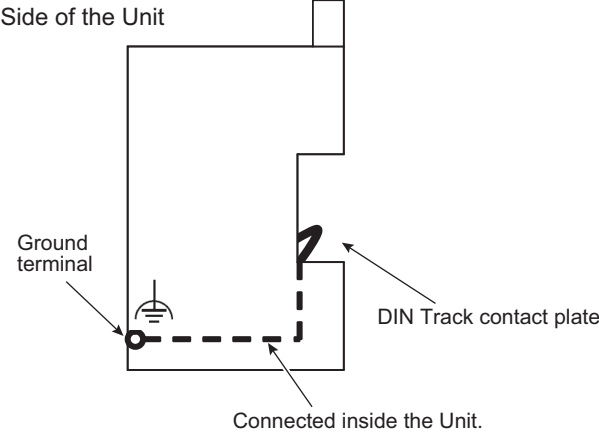 Side of the Unit
Ground
terminal
DIN Track contact plate
Connected inside the Unit.